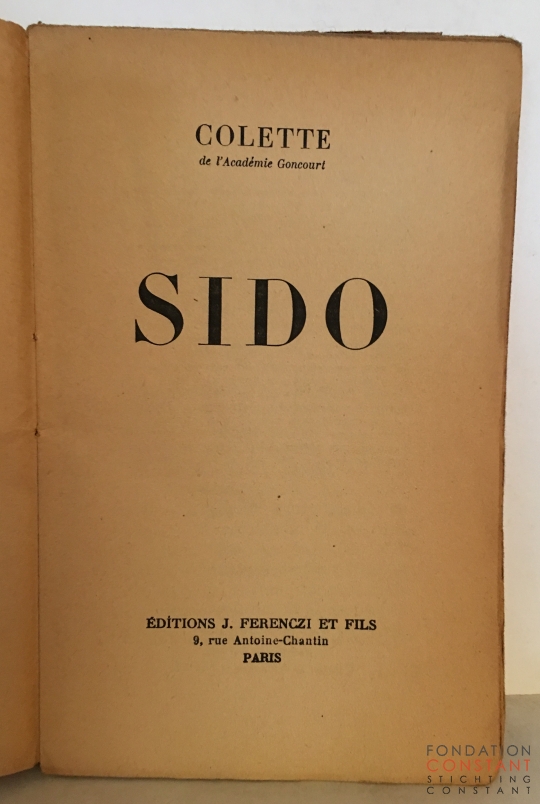 COLETTE
de l'Académie Goncourt
SIDO
ÉDITIONS J. FERENCZI ET FILS
9, rue Antoine-Chantin
PARIS
FONDATION
CONSTANT
STICHTING
CONSTANT